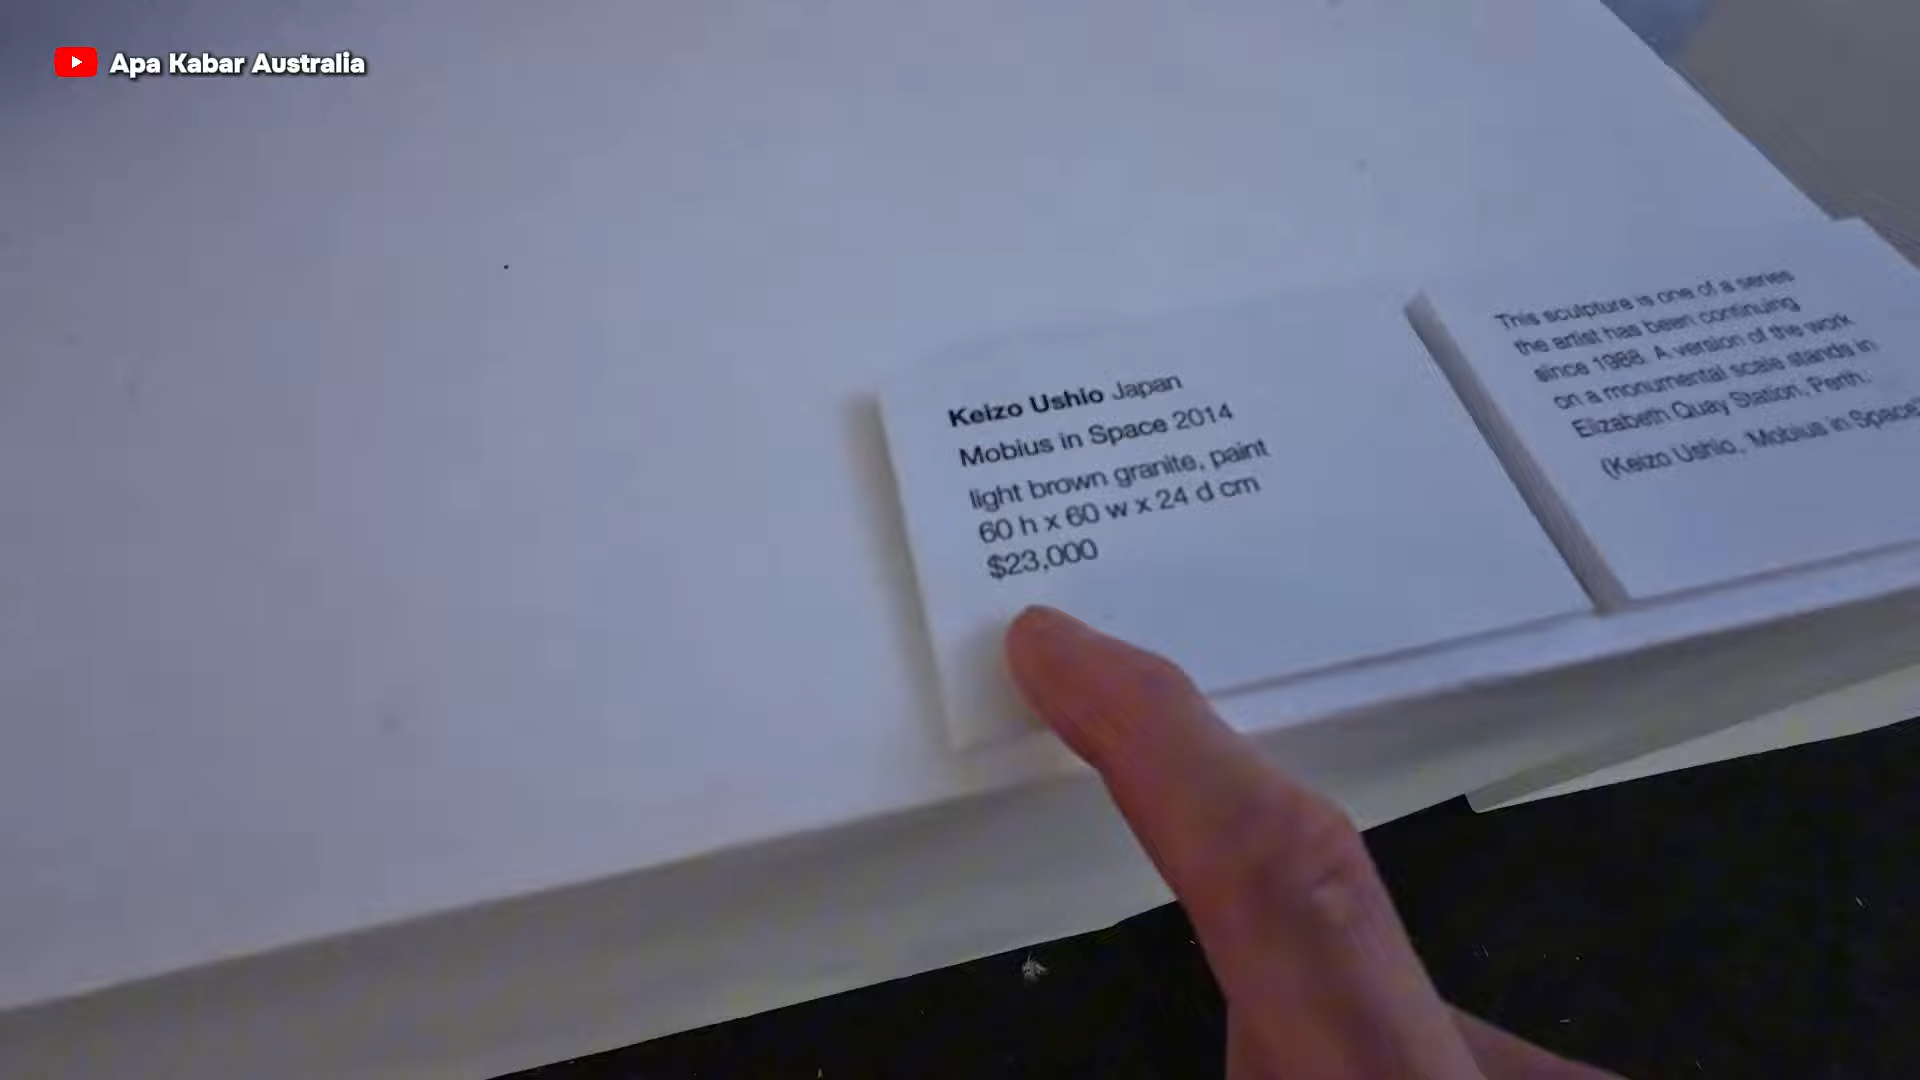 Apa Kabar Australia
Keizo Ushio Japan
Mobius in Space 2014
light brown granite, paint
60 h x 60 w x 24 d cm
$23,000
This sculpture is one of a series
the artist has been continuing
since 1988. A version of the work
on a monumental scale stands in
Elizabeth Quay Station, Perth.
(Keizo Ushio, Mobius in Space)